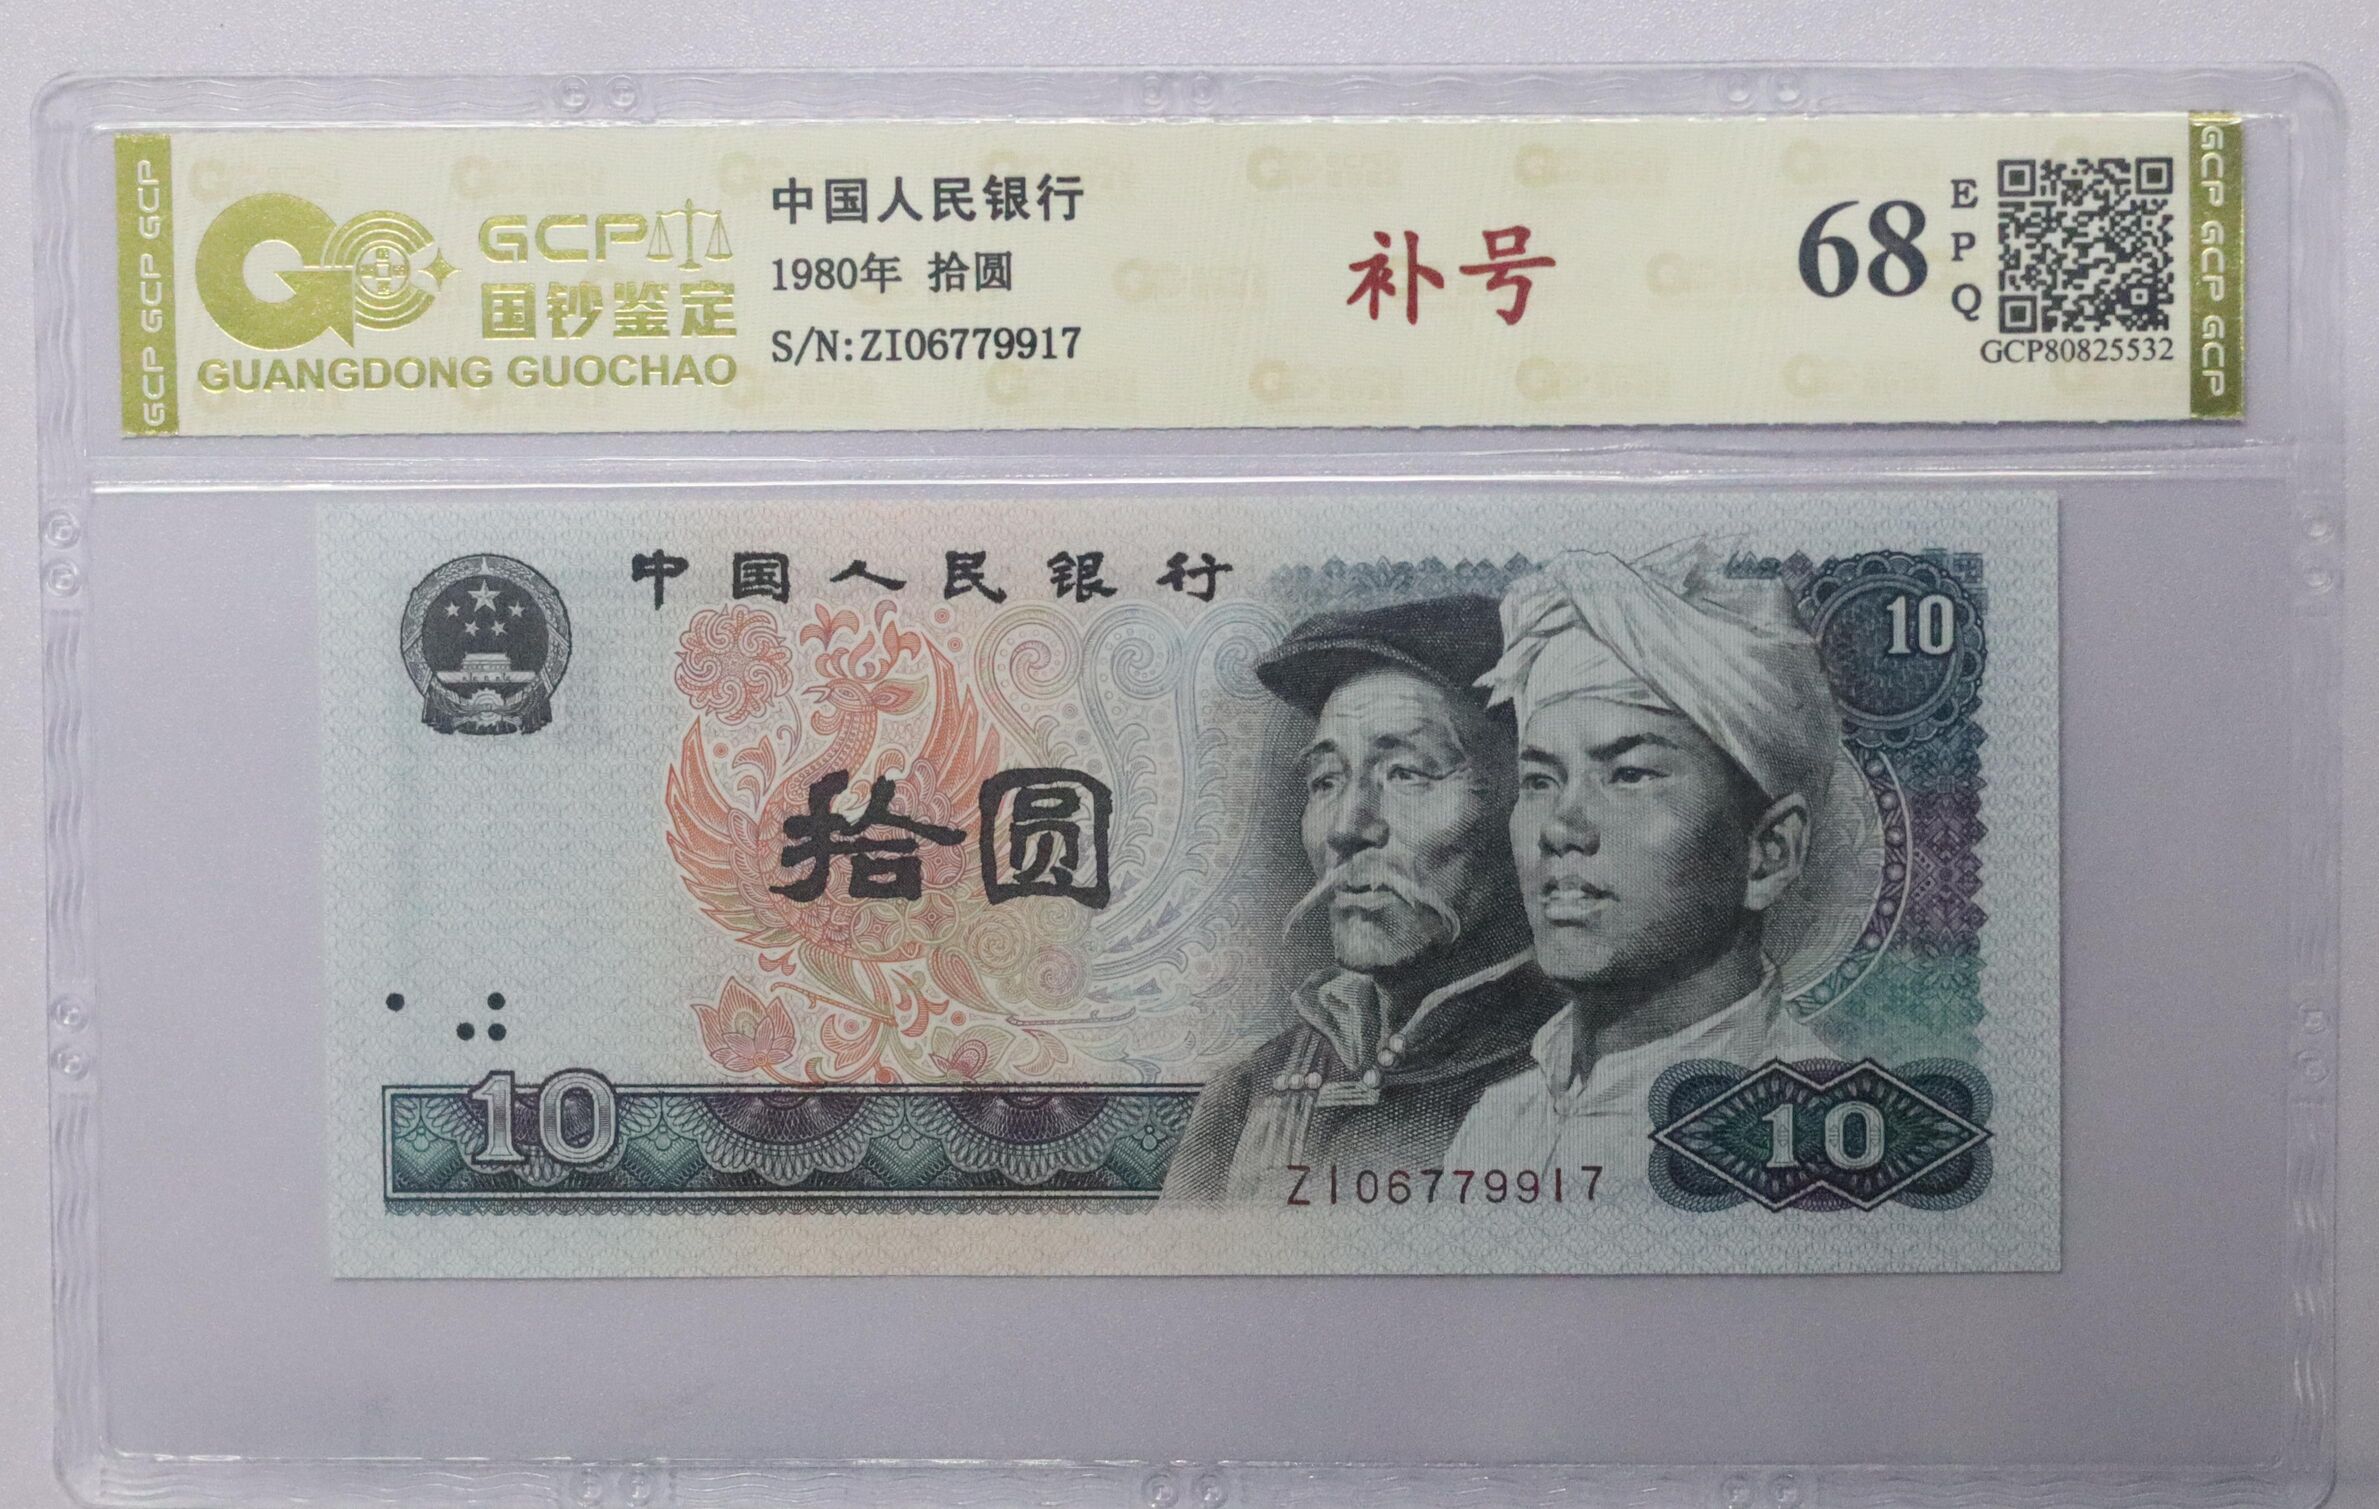 GCP GCP GCP
GCP
国钞鉴定
GUANGDONG GUOCHAO
中国人民银行
1980年 拾圆
S/N:ZI06779917
补号
68
EPQ
GCP80825532
GCP GCP GCP
中国人民银行
10
拾圆
10
ZI06779917
10